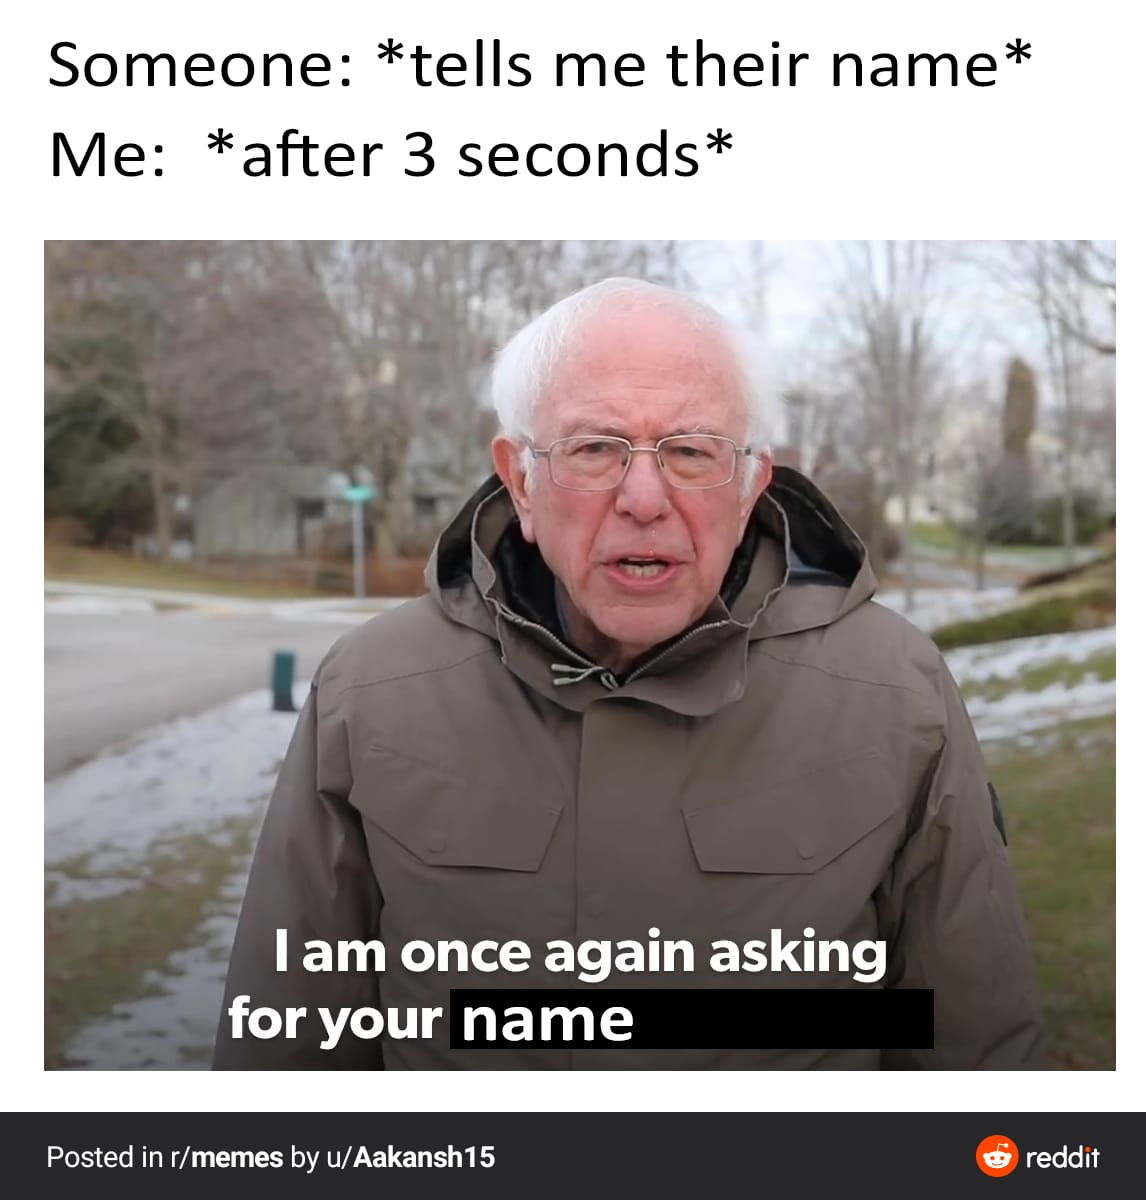 Someone: *tells me their name*
Me: *after 3 seconds*
I am once again asking
for your name
Posted in r/memes by u/Aakansh15
reddit